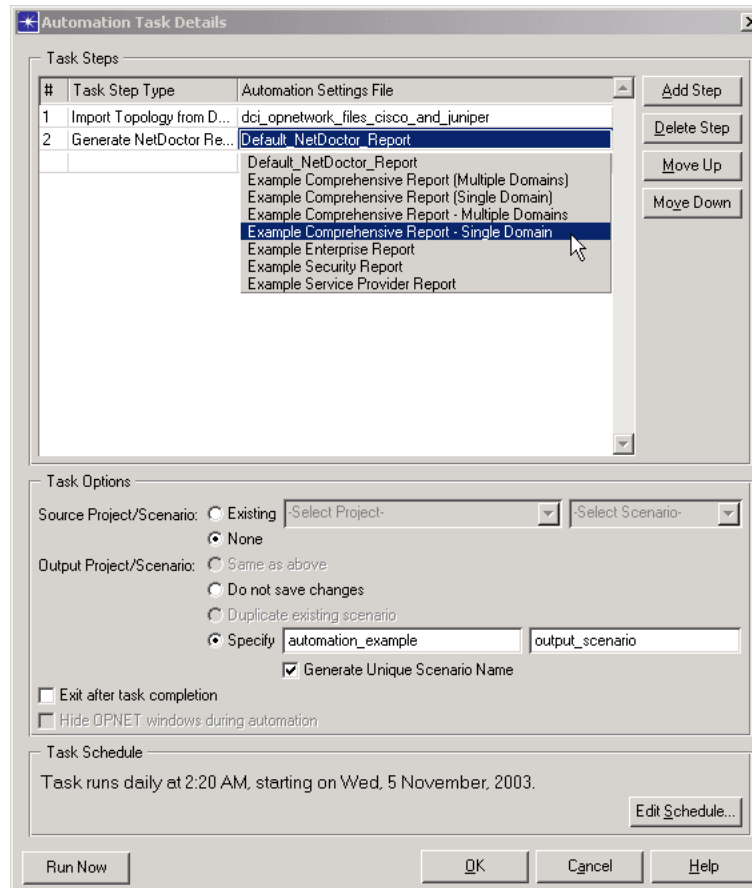 Automation Task Details
Task Steps
# Task Step Type Automation Settings File
1 Import Topology from D... dci_opnetwork_files_cisco_and_juniper
2 Generate NetDoctor Re... Default_NetDoctor_Report
Default_NetDoctor_Report
Example Comprehensive Report (Multiple Domains)
Example Comprehensive Report (Single Domain)
Example Comprehensive Report - Multiple Domains
Example Comprehensive Report - Single Domain
Example Enterprise Report
Example Security Report
Example Service Provider Report
Add Step
Delete Step
Move Up
Move Down
Task Options
Source Project/Scenario: Existing -Select Project- -Select Scenario-
None
Output Project/Scenario: Same as above
Do not save changes
Duplicate existing scenario
Specify automation_example output_scenario
Generate Unique Scenario Name
Exit after task completion
Hide OPNET windows during automation
Task Schedule
Task runs daily at 2:20 AM, starting on Wed, 5 November, 2003.
Edit Schedule...
Run Now OK Cancel Help